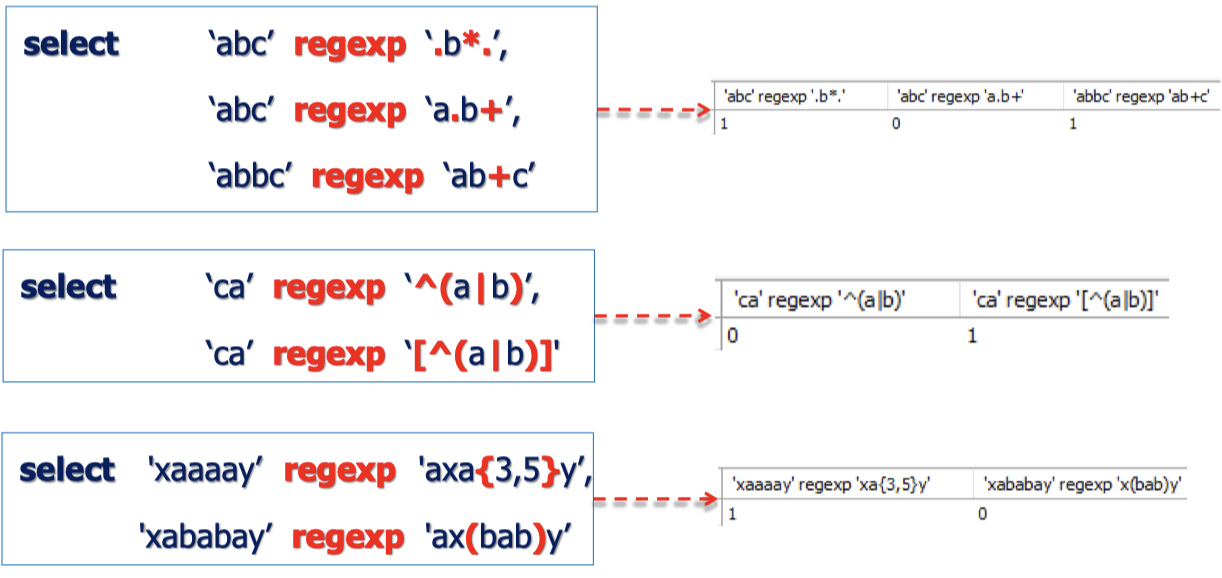 select ‘abc’ regexp ‘.b*.’,
‘abc’ regexp ‘a.b+’,
‘abbc’ regexp ‘ab+c’
'abc' regexp '.b*.' 'abc' regexp 'a.b+' 'abbc' regexp 'ab+c'
1 0 1
select ‘ca’ regexp ‘^(a|b)’,
‘ca’ regexp ‘[^(a|b)]'
'ca' regexp '^(a|b)' 'ca' regexp '[^(a|b)]'
0 1
select 'xaaaay’ regexp 'axa{3,5}y’,
'xababay’ regexp 'ax(bab)y’
'xaaaay' regexp 'xa{3,5}y' 'xababay' regexp 'x(bab)y'
1 0